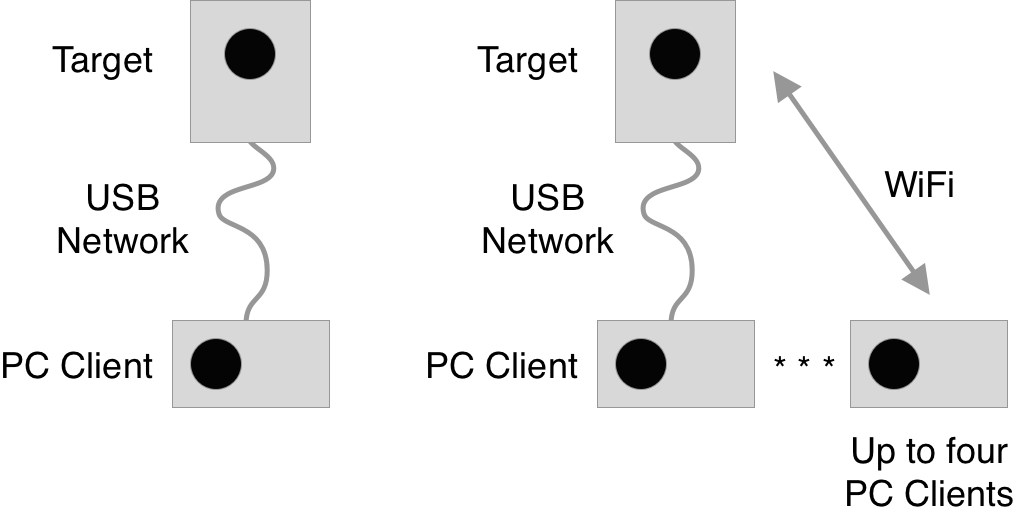 Target
USB
Network
PC Client
Target
USB
Network
PC Client
WiFi
* * *
Up to four
PC Clients